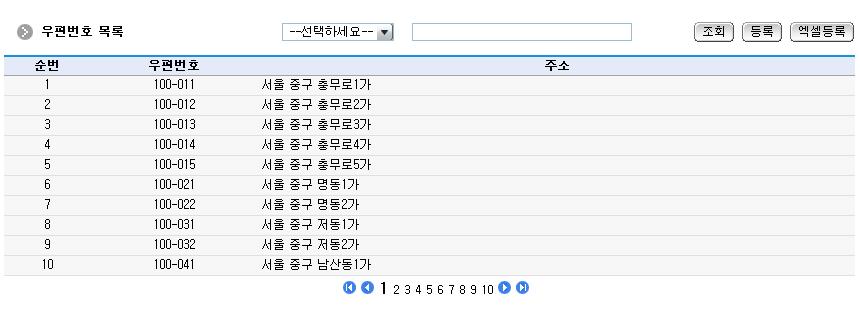 우편번호 목록 --선택하세요-- 조회 등록 엑셀등록
순번 우편번호 주소
1 100-011 서울 중구 충무로1가
2 100-012 서울 중구 충무로2가
3 100-013 서울 중구 충무로3가
4 100-014 서울 중구 충무로4가
5 100-015 서울 중구 충무로5가
6 100-021 서울 중구 명동1가
7 100-022 서울 중구 명동2가
8 100-031 서울 중구 저동1가
9 100-032 서울 중구 저동2가
10 100-041 서울 중구 남산동1가
1 2 3 4 5 6 7 8 9 10